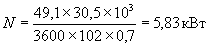 N = 49,1×30,5×10³ / 3600×102×0,7 = 5,83 кВт